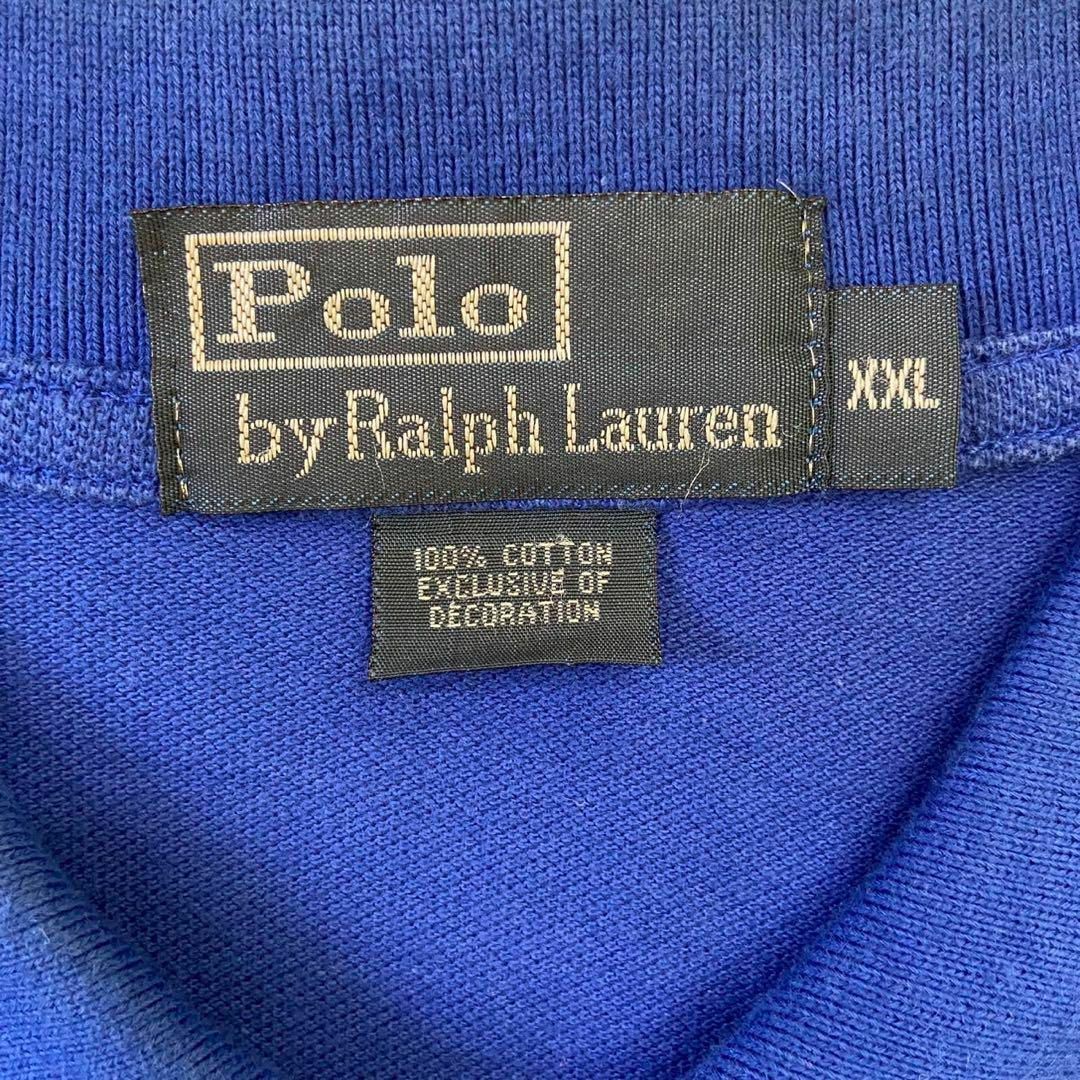 Polo
by Ralph Lauren
XXL
100% COTTON
EXCLUSIVE OF
DECORATION